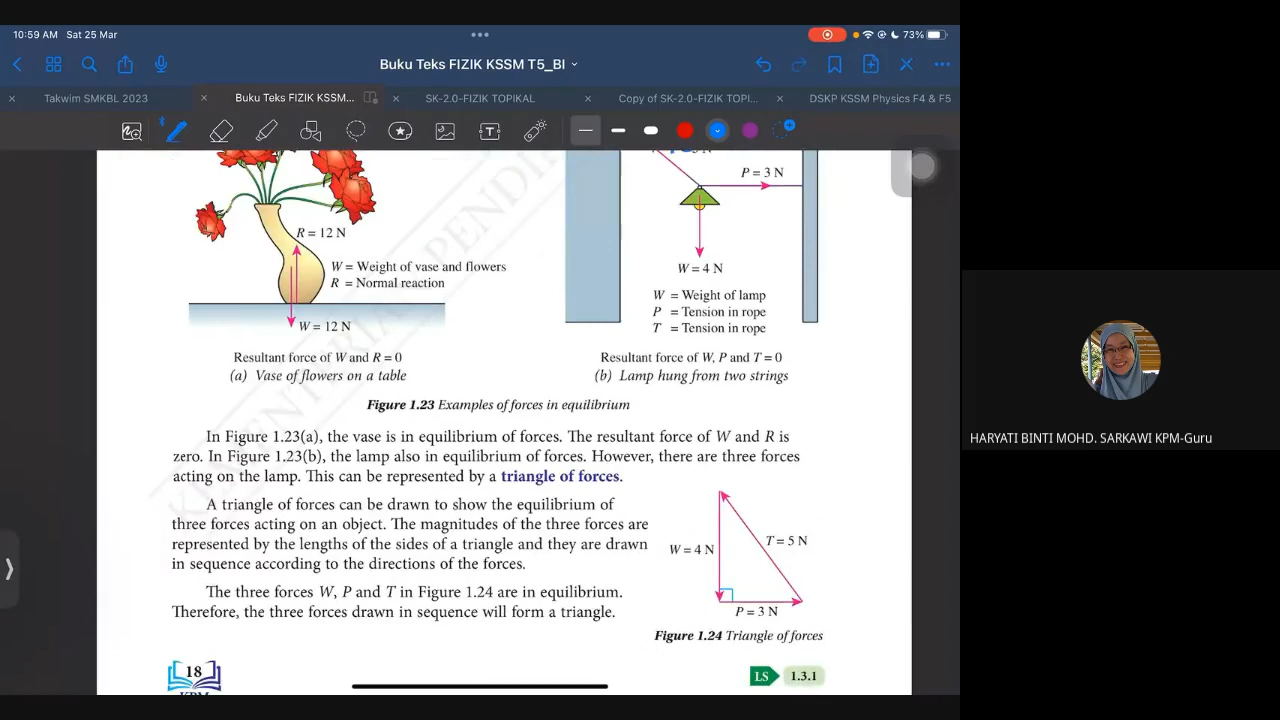 10:59 AM Sat 25 Mar
73%
Buku Teks FIZIK KSSM T5_BI
Takwim SMKBL 2023
Buku Teks FIZIK KSSM...
SK-2.0-FIZIK TOPIKAL
Copy of SK-2.0-FIZIK TOPI...
DSKP KSSM Physics F4 & F5
P = 3 N
R = 12 N
W = Weight of vase and flowers
R = Normal reaction
W = 12 N
W = 4 N
W = Weight of lamp
P = Tension in rope
T = Tension in rope
Resultant force of W and R = 0
(a) Vase of flowers on a table
Resultant force of W, P and T = 0
(b) Lamp hung from two strings
Figure 1.23 Examples of forces in equilibrium
In Figure 1.23(a), the vase is in equilibrium of forces. The resultant force of W and R is
zero. In Figure 1.23(b), the lamp also in equilibrium of forces. However, there are three forces
acting on the lamp. This can be represented by a triangle of forces.
A triangle of forces can be drawn to show the equilibrium of
three forces acting on an object. The magnitudes of the three forces are
represented by the lengths of the sides of a triangle and they are drawn
in sequence according to the directions of the forces.
The three forces W, P and T in Figure 1.24 are in equilibrium.
Therefore, the three forces drawn in sequence will form a triangle.
W = 4 N
T = 5 N
P = 3 N
Figure 1.24 Triangle of forces
18
LS 1.3.1
HARYATI BINTI MOHD. SARKAWI KPM-Guru